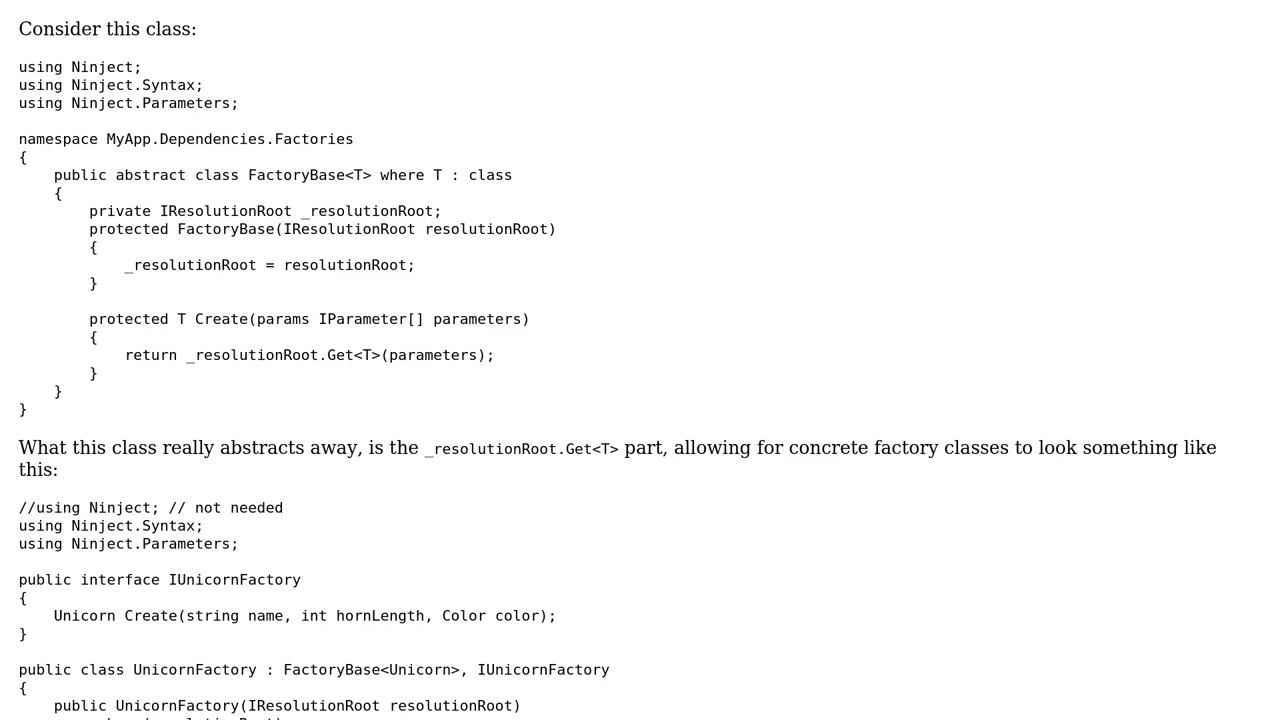 Consider this class:
using Ninject;
using Ninject.Syntax;
using Ninject.Parameters;
namespace MyApp.Dependencies.Factories
{
    public abstract class FactoryBase<T> where T : class
    {
        private IResolutionRoot _resolutionRoot;
        protected FactoryBase(IResolutionRoot resolutionRoot)
        {
            _resolutionRoot = resolutionRoot;
        }
        protected T Create(params IParameter[] parameters)
        {
            return _resolutionRoot.Get<T>(parameters);
        }
    }
}
What this class really abstracts away, is the _resolutionRoot.Get<T> part, allowing for concrete factory classes to look something like
this:
//using Ninject; // not needed
using Ninject.Syntax;
using Ninject.Parameters;
public interface IUnicornFactory
{
    Unicorn Create(string name, int hornLength, Color color);
}
public class UnicornFactory : FactoryBase<Unicorn>, IUnicornFactory
{
    public UnicornFactory(IResolutionRoot resolutionRoot)